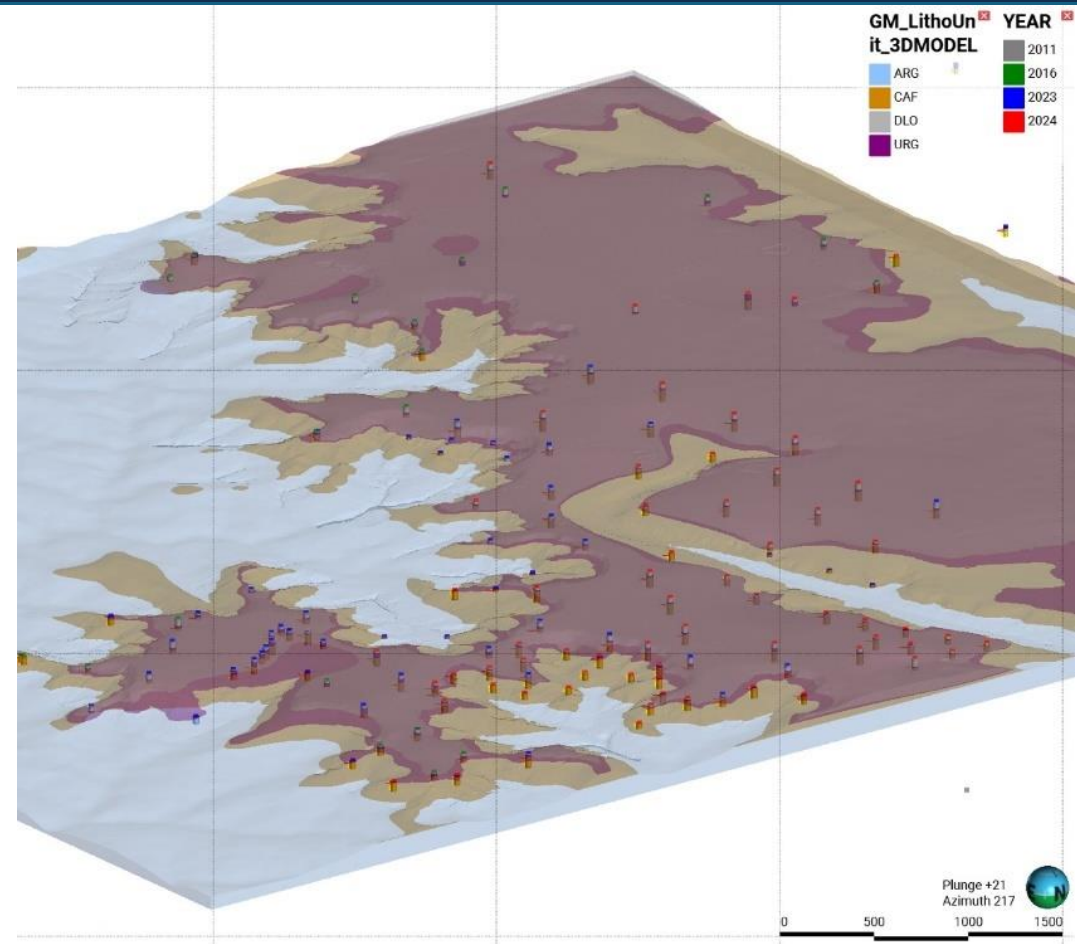 GM_LithoUn
it_3DMODEL
ARG
CAF
DLO
URG
YEAR
2011
2016
2023
2024
Plunge +21
Azimuth 217
N
0 500 1000 1500